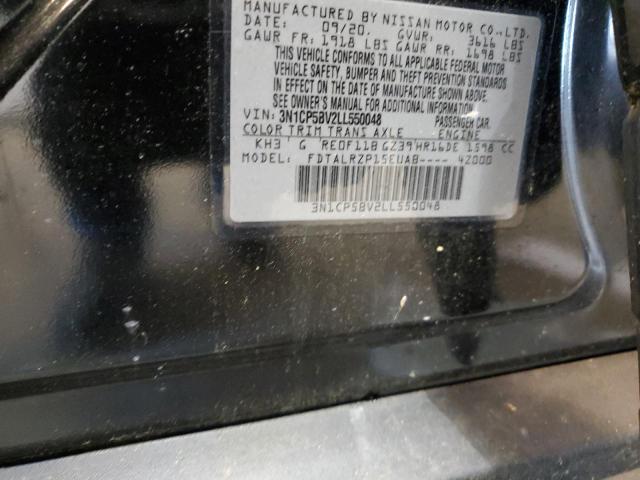 MANUFACTURED BY NISSAN MOTOR CO., LTD.
DATE: 09/20. GVWR: 3616 LBS
GAWR FR: 1918 LBS GAWR RR: 1698 LBS
THIS VEHICLE CONFORMS TO ALL APPLICABLE FEDERAL MOTOR
VEHICLE SAFETY, BUMPER AND THEFT PREVENTION STANDARDS
IN EFFECT ON THE DATE OF MANUFACTURE SHOWN ABOVE.
SEE OWNER'S MANUAL FOR ADDITIONAL INFORMATION.
VIN: 3N1CP5BV2LL550048 PASSENGER CAR.
COLOR TRIM TRANS AXLE ENGINE
KH3 G RE0F11B GZ39 HR16DE 1598 CC
MODEL: FDTALRZP15EUAB---- 4Z000
3N1CP5BV2LL550048